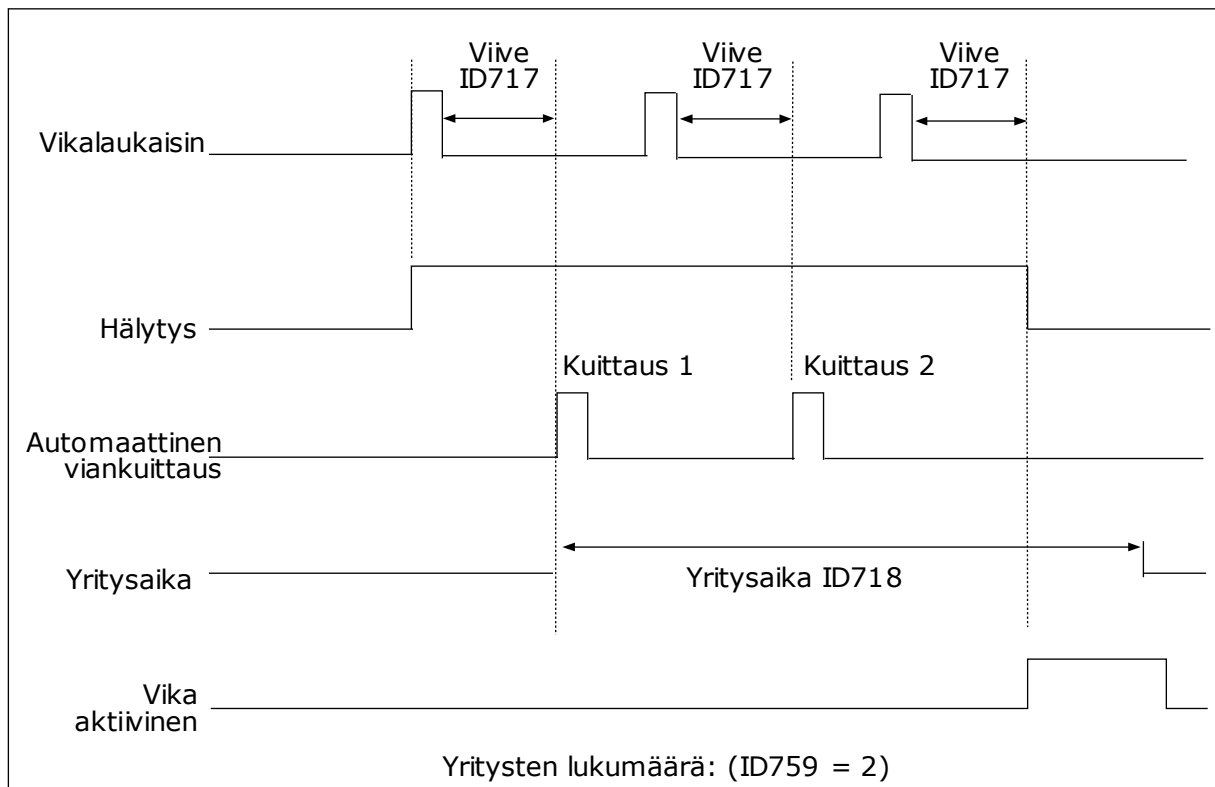 Viive
ID717
Viive
ID717
Viive
ID717
Vikalaukaisin
Hälytys
Kuittaus 1
Kuittaus 2
Automaattinen
viankuittaus
Yritysaika
Yritysaika ID718
Vika
aktiivinen
Yritysten lukumäärä: (ID759 = 2)